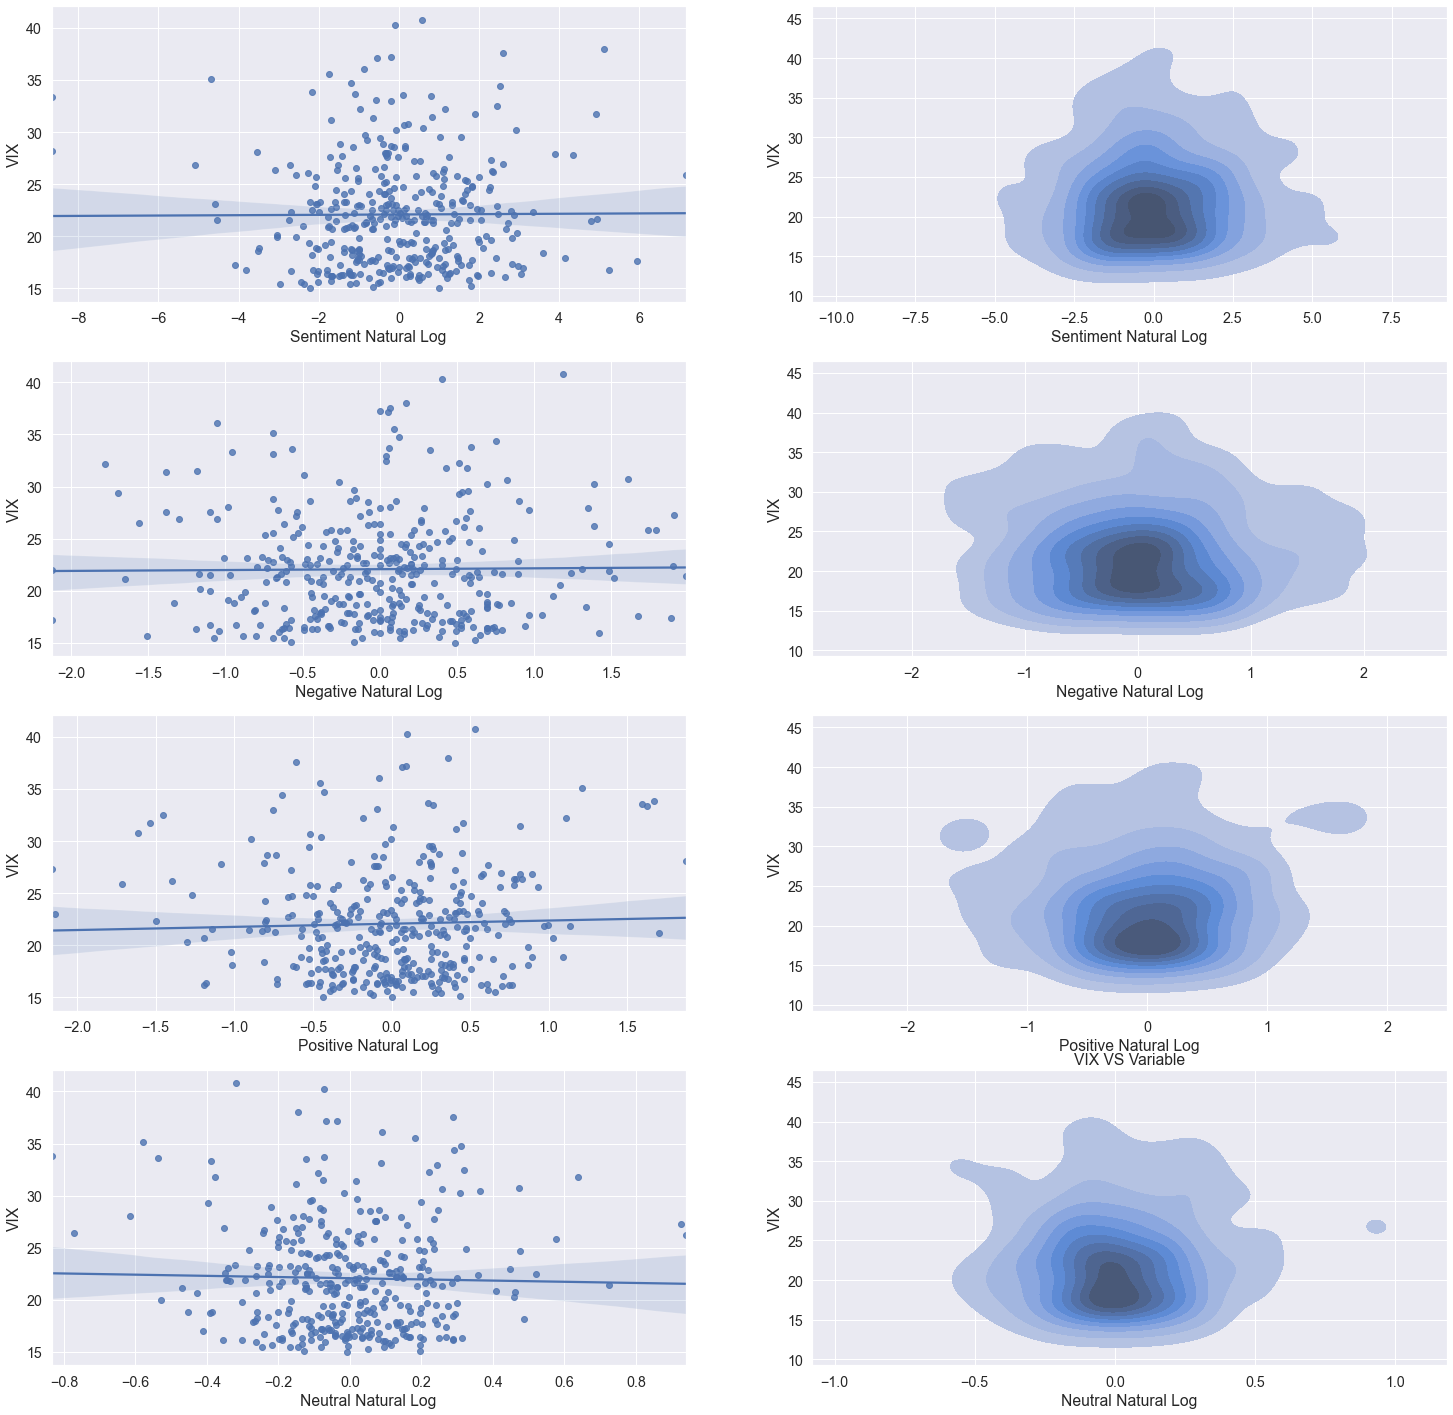 40
35
30
25
20
15
VIX
−8 −6 −4 −2 0 2 4 6
Sentiment Natural Log
45
40
35
30
25
20
15
10
VIX
−10.0 −7.5 −5.0 −2.5 0.0 2.5 5.0 7.5
Sentiment Natural Log
40
35
30
25
20
15
VIX
−2.0 −1.5 −1.0 −0.5 0.0 0.5 1.0 1.5
Negative Natural Log
45
40
35
30
25
20
15
10
VIX
−2 −1 0 1 2
Negative Natural Log
40
35
30
25
20
15
VIX
−2.0 −1.5 −1.0 −0.5 0.0 0.5 1.0 1.5
Positive Natural Log
45
40
35
30
25
20
15
10
VIX
−2 −1 0 1 2
Positive Natural Log
40
35
30
25
20
15
VIX
−0.8 −0.6 −0.4 −0.2 0.0 0.2 0.4 0.6 0.8
Neutral Natural Log
VIX VS Variable
45
40
35
30
25
20
15
10
VIX
−1.0 −0.5 0.0 0.5 1.0
Neutral Natural Log